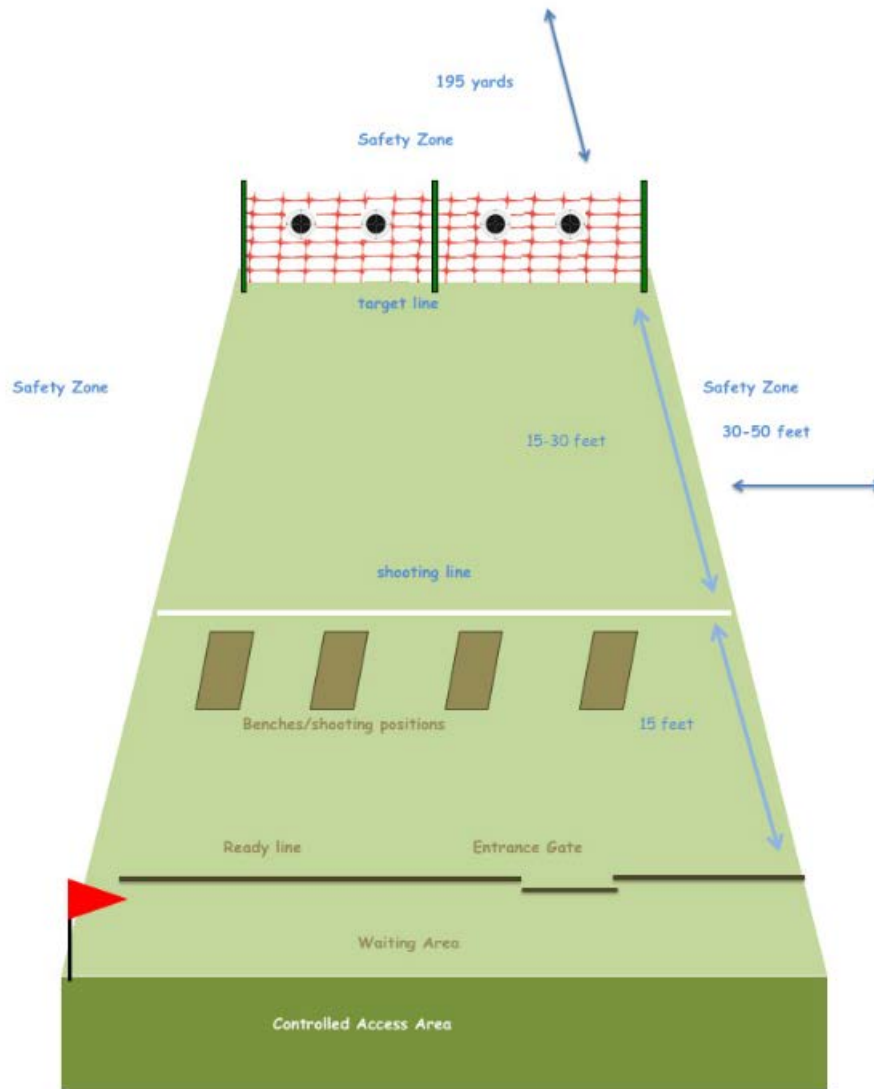 195 yards
Safety Zone
target line
Safety Zone
Safety Zone
30-50 feet
15-30 feet
shooting line
Benches/shooting positions
15 feet
Ready line
Entrance Gate
Waiting Area
Controlled Access Area